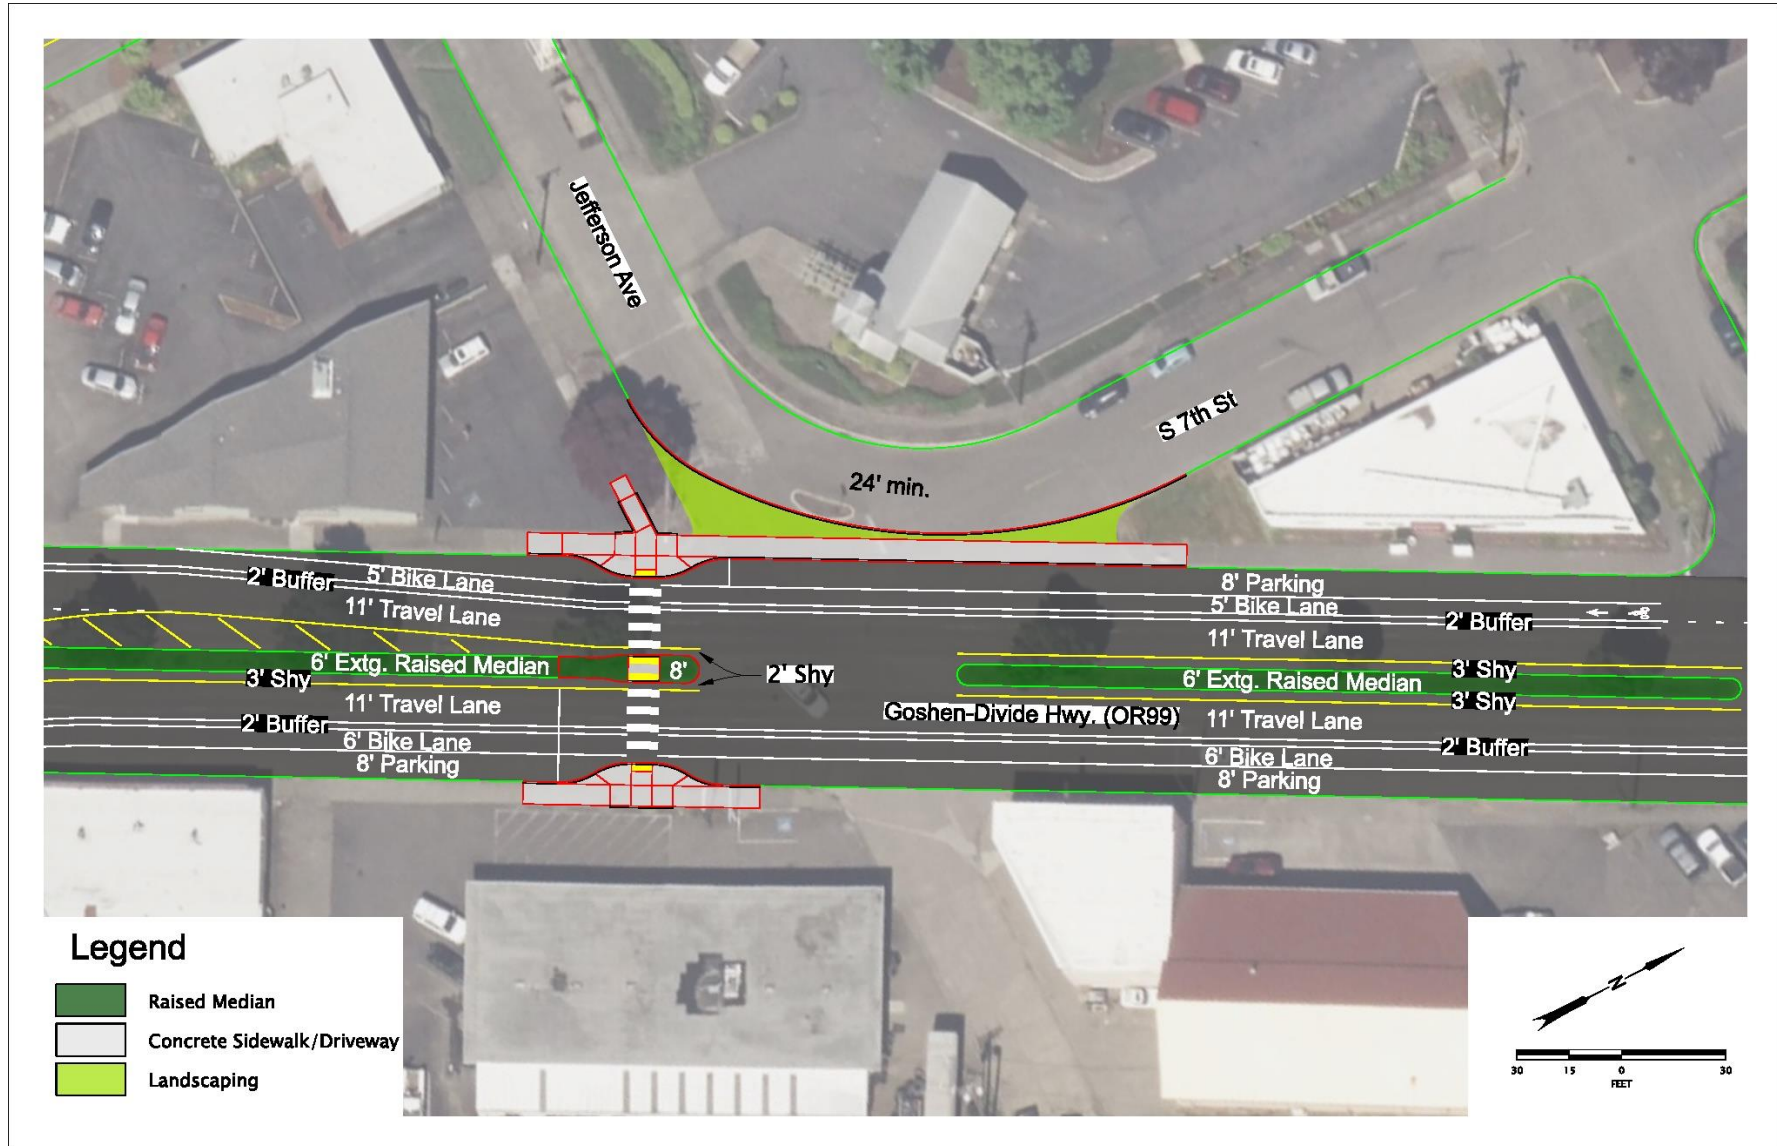 Jefferson Ave
S 7th St
24' min.
5' Bike Lane
2' Buffer
11' Travel Lane
8' Parking
5' Bike Lane
2' Buffer
11' Travel Lane
6' Extg. Raised Median
8'
2' Shy
3' Shy
6' Extg. Raised Median
3' Shy
3' Shy
11' Travel Lane
Goshen-Divide Hwy. (OR99)
11' Travel Lane
2' Buffer
6' Bike Lane
8' Parking
2' Buffer
6' Bike Lane
8' Parking
Legend
Raised Median
Concrete Sidewalk/Driveway
Landscaping
N
30 15 0 30
FEET